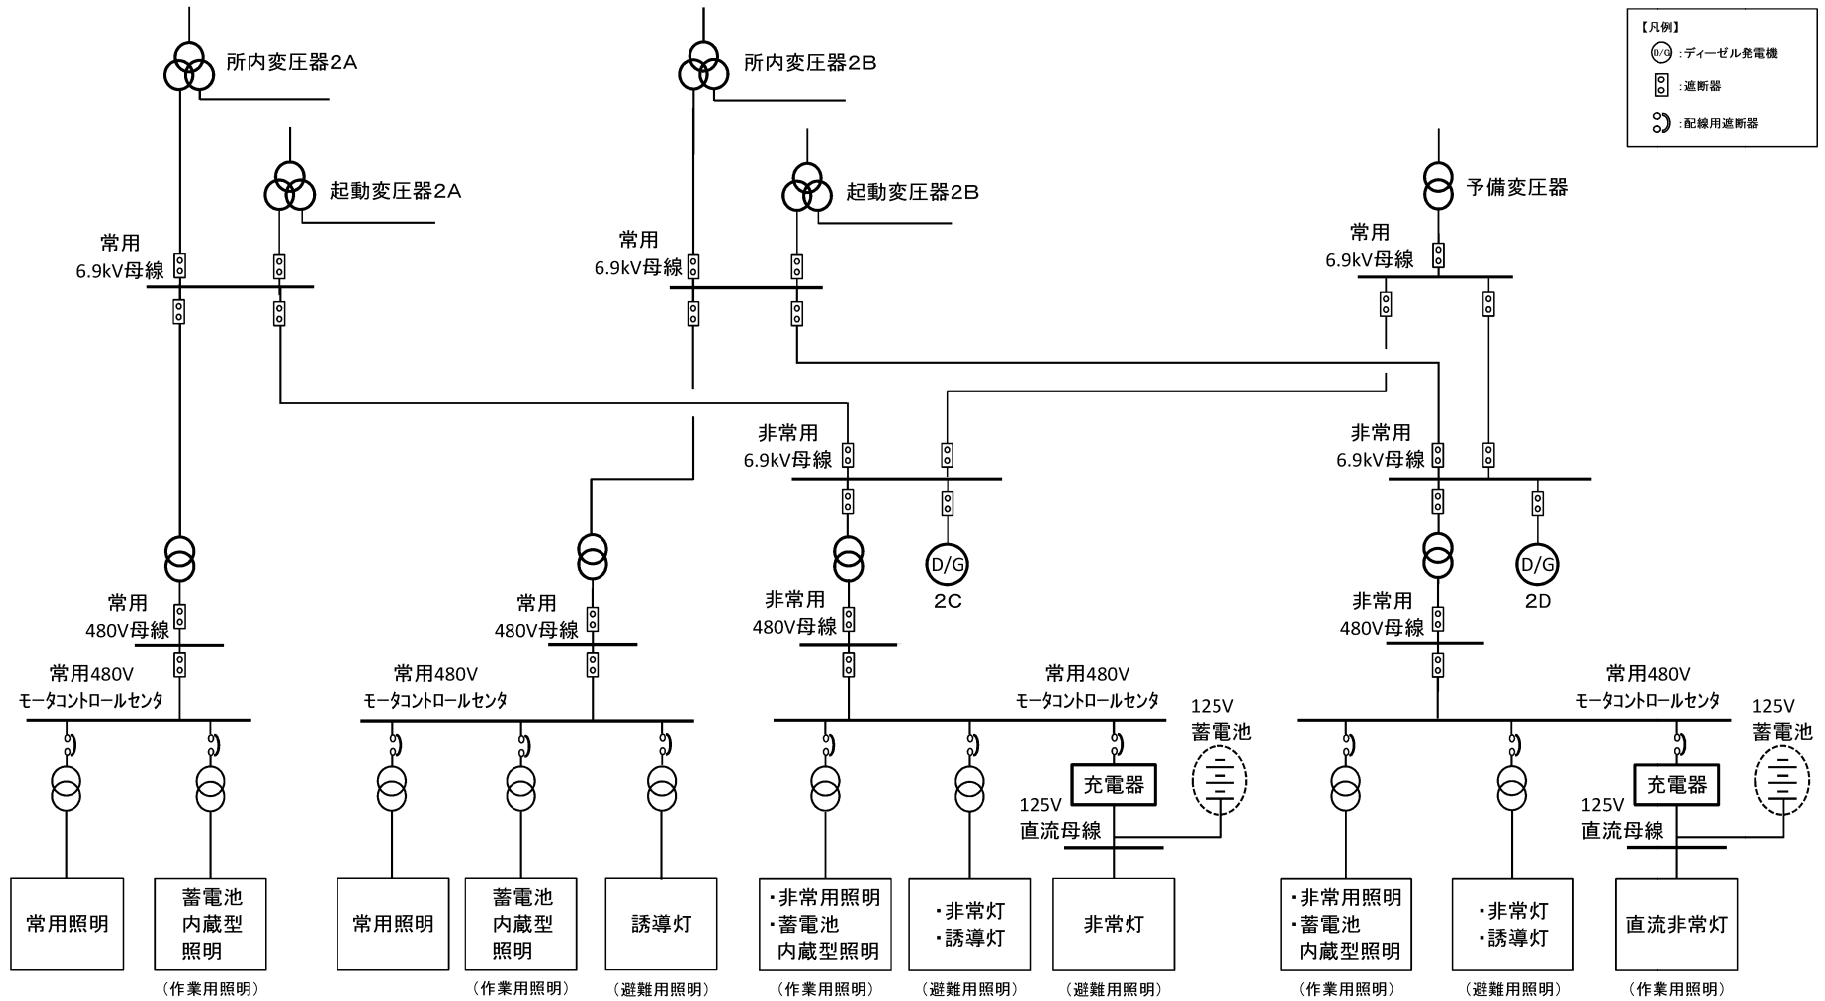 【凡例】
D/G
:ディーゼル発電機
:遮断器
:配線用遮断器
所内変圧器2A
所内変圧器2B
起動変圧器2A
起動変圧器2B
予備変圧器
常用
6.9kV母線
常用
6.9kV母線
常用
6.9kV母線
非常用
6.9kV母線
非常用
6.9kV母線
D/G
2C
D/G
2D
常用
480V母線
常用
480V母線
非常用
480V母線
非常用
480V母線
常用480V
モータコントロールセンタ
常用480V
モータコントロールセンタ
常用480V
モータコントロールセンタ
常用480V
モータコントロールセンタ
125V
蓄電池
125V
蓄電池
充電器
充電器
125V
直流母線
125V
直流母線
常用照明
蓄電池
内蔵型
照明
(作業用照明)
常用照明
蓄電池
内蔵型
照明
(作業用照明)
誘導灯
(避難用照明)
・非常用照明
・蓄電池
内蔵型照明
(作業用照明)
・非常灯
・誘導灯
(避難用照明)
非常灯
(避難用照明)
・非常用照明
・蓄電池
内蔵型照明
(作業用照明)
・非常灯
・誘導灯
(避難用照明)
直流非常灯
(作業用照明)